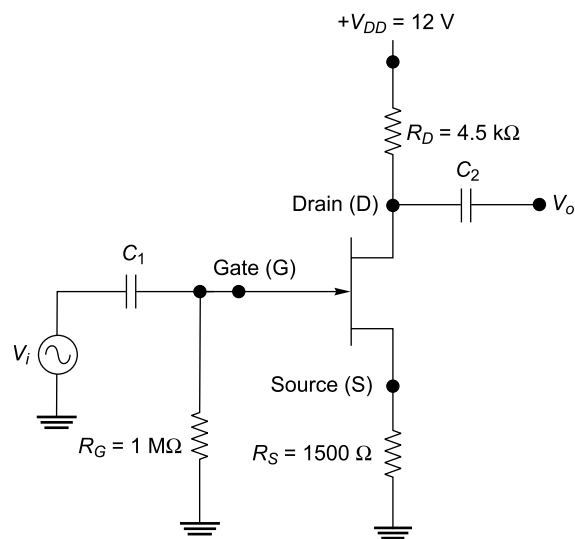 +V_DD = 12 V
R_D = 4.5 kΩ
C_2
Drain (D)
V_o
C_1
Gate (G)
V_i
Source (S)
R_G = 1 MΩ
R_S = 1500 Ω